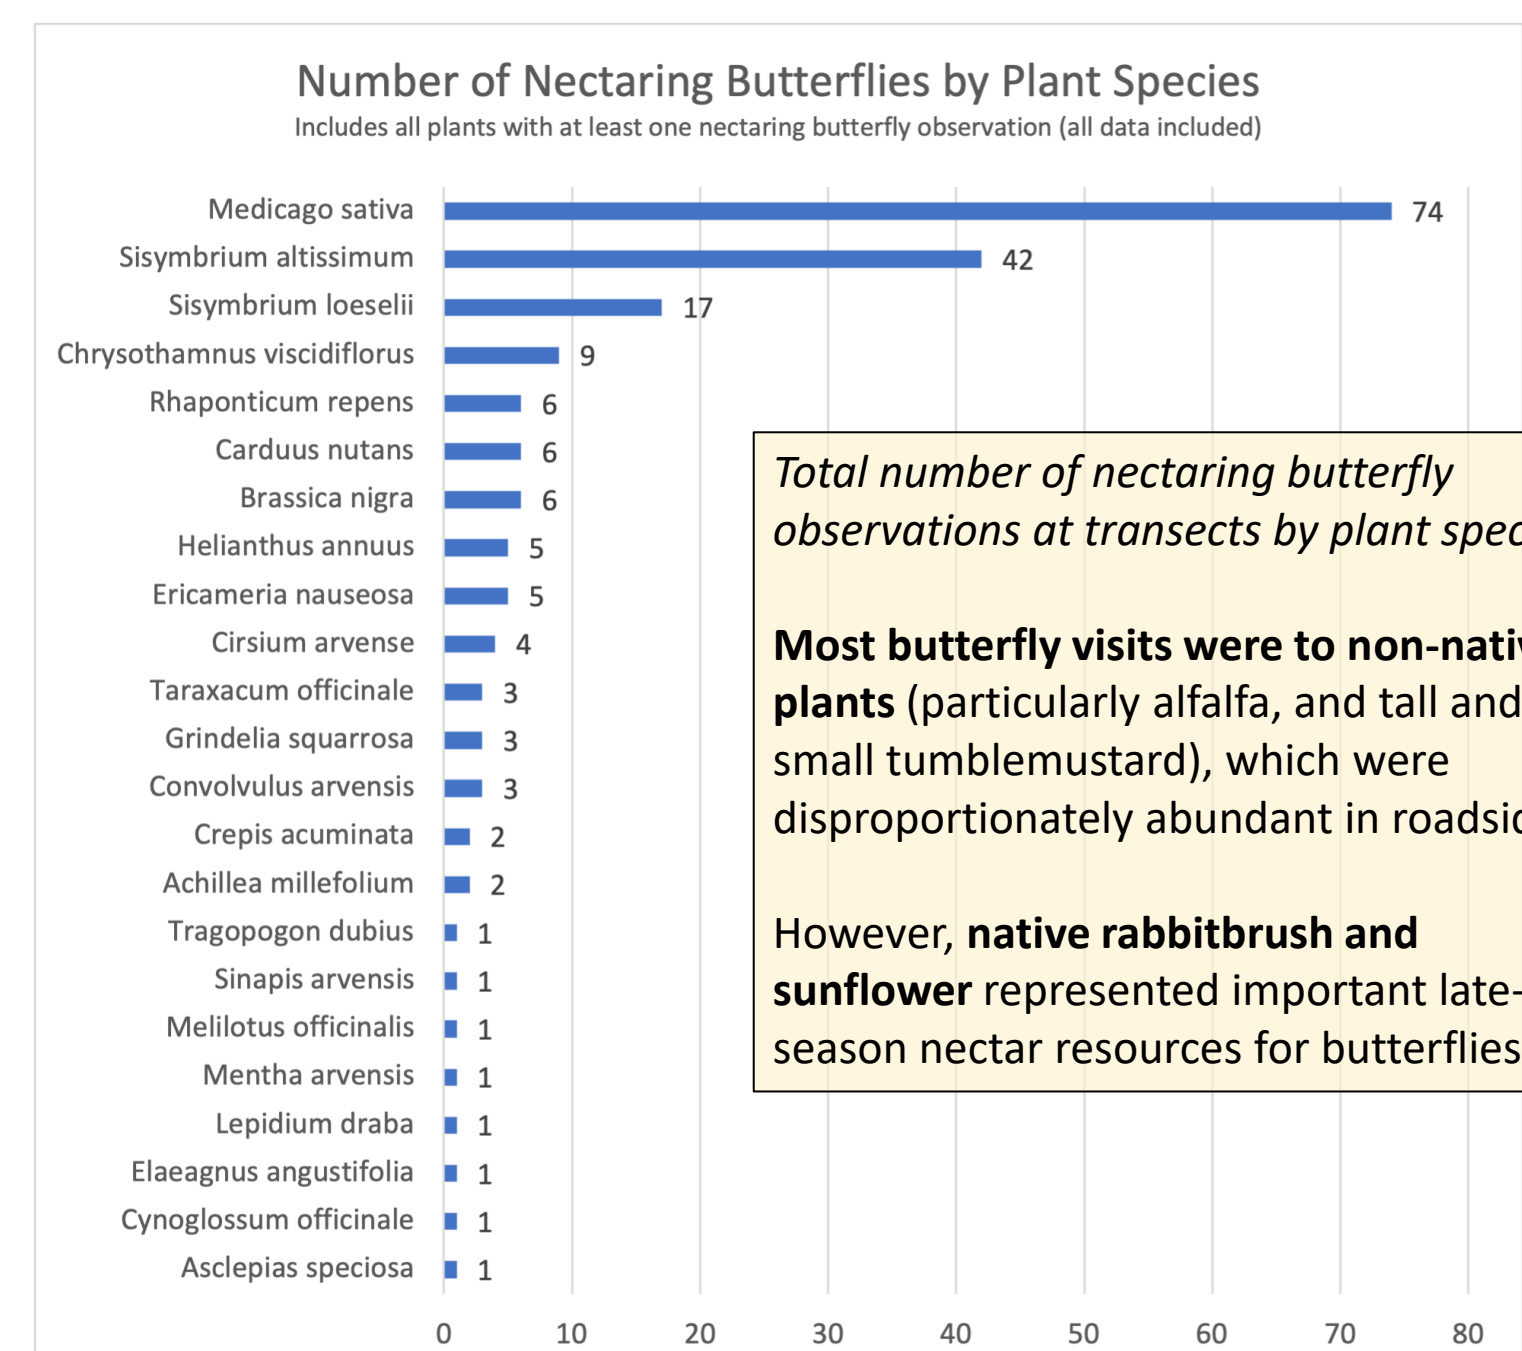 Number of Nectaring Butterflies by Plant Species
Includes all plants with at least one nectaring butterfly observation (all data included)
Medicago sativa 74
Sisymbrium altissimum 42
Sisymbrium loeselii 17
Chrysothamnus viscidiflorus 9
Rhaponticum repens 6
Carduus nutans 6
Brassica nigra 6
Helianthus annuus 5
Ericameria nauseosa 5
Cirsium arvense 4
Taraxacum officinale 3
Grindelia squarrosa 3
Convolvulus arvensis 3
Crepis acuminata 2
Achillea millefolium 2
Tragopogon dubius 1
Sinapis arvensis 1
Melilotus officinalis 1
Mentha arvensis 1
Lepidium draba 1
Elaeagnus angustifolia 1
Cynoglossum officinale 1
Asclepias speciosa 1
0 10 20 30 40 50 60 70 80
Total number of nectaring butterfly
observations at transects by plant
Most butterfly visits were to
plants (particularly alfalfa, and tall and
small tumblemustard), which were
disproportionately abundant in
However, native rabbitbrush and
sunflower represented important late-
season nectar resources for butterflies